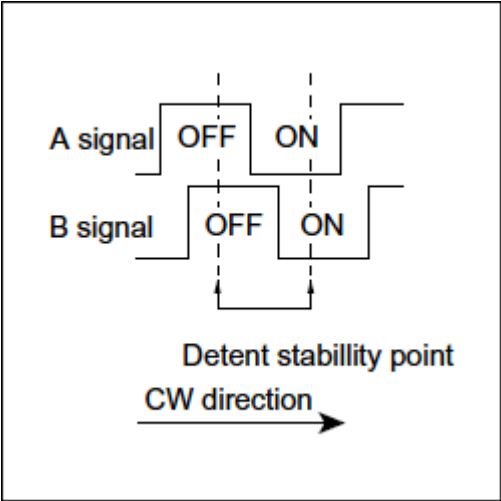 A signal OFF ON
B signal OFF ON
Detent stabillity point
CW direction